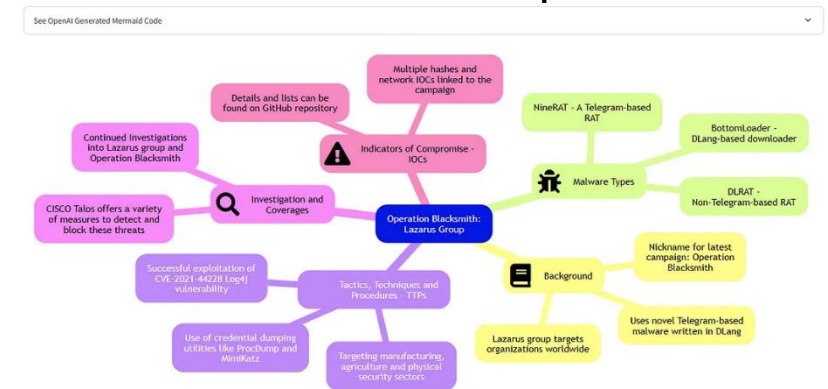 See OpenAI Generated Mermaid Code
Multiple hashes and
network IOCs linked to the
campaign
Details and lists can be
found on GitHub repository
Indicators of Compromise -
IOCs
NineRAT - A Telegram-based
RAT
BottomLoader -
DLang-based downloader
Malware Types
DLRAT -
Non-Telegram-based RAT
Continued Investigations
into Lazarus group and
Operation Blacksmith
Investigation and
Coverages
CISCO Talos offers a variety
of measures to detect and
block these threats
Operation Blacksmith:
Lazarus Group
Nickname for latest
campaign: Operation
Blacksmith
Background
Uses novel Telegram-based
malware written in DLang
Lazarus group targets
organizations worldwide
Successful exploitation of
CVE-2021-44228 Log4j
vulnerability
Tactics, Techniques and
Procedures - TTPs
Use of credential dumping
utilities like ProcDump and
MimiKatz
Targeting manufacturing,
agriculture and physical
security sectors